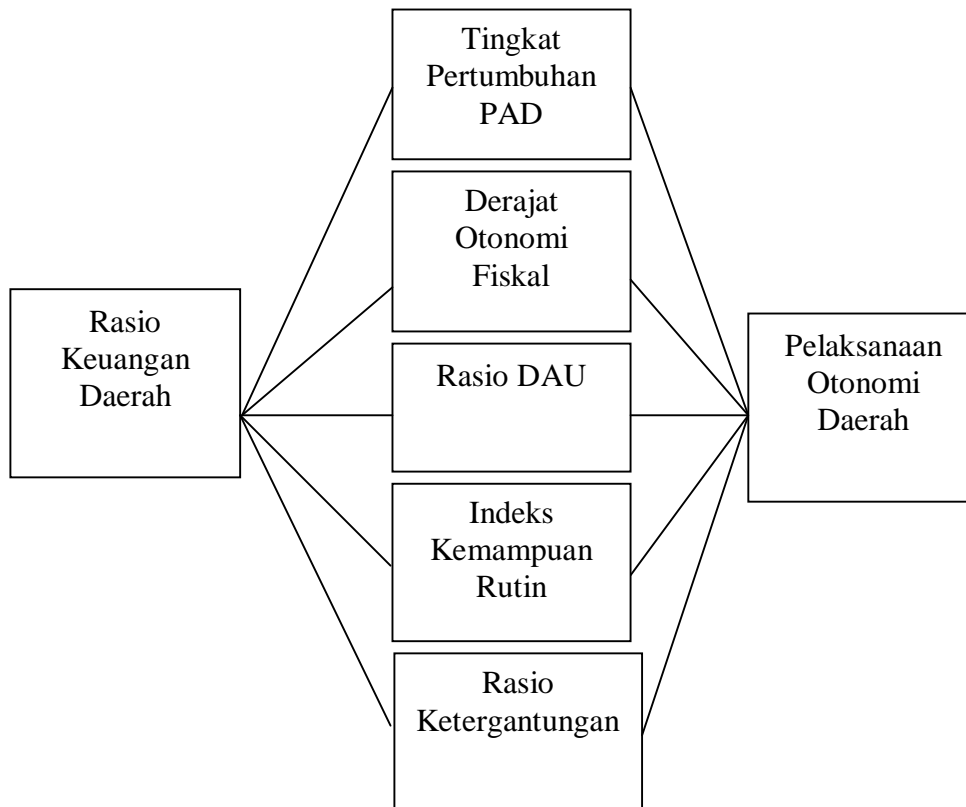 Tingkat
Pertumbuhan
PAD
Derajat
Otonomi
Fiskal
Rasio
Keuangan
Daerah
Rasio DAU
Pelaksanaan
Otonomi
Daerah
Indeks
Kemampuan
Rutin
Rasio
Ketergantungan